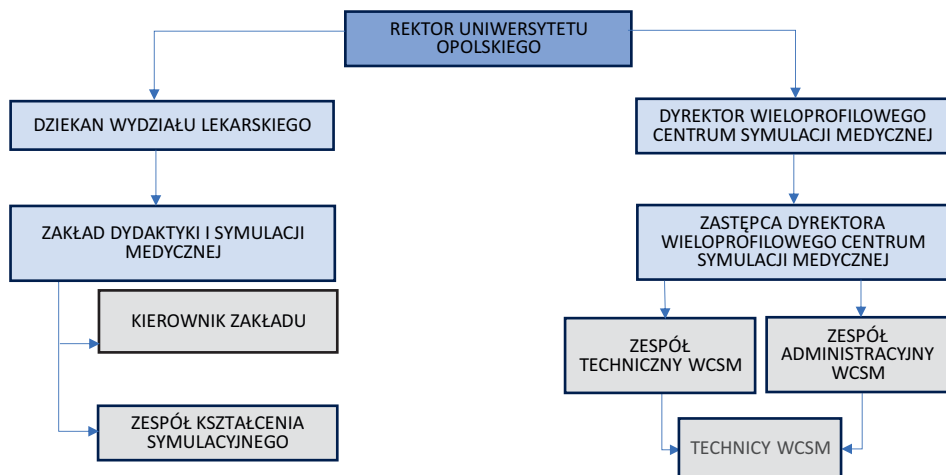 REKTOR UNIWERSYTETU
OPOLSKIEGO
DZIEKAN WYDZIAŁU LEKARSKIEGO
DYREKTOR WIELOPROFILOWEGO
CENTRUM SYMULACJI MEDYCZNEJ
ZAKŁAD DYDAKTYKI I SYMULACJI
MEDYCZNEJ
ZASTĘPCA DYREKTORA
WIELOPROFILOWEGO CENTRUM
SYMULACJI MEDYCZNEJ
KIEROWNIK ZAKŁADU
ZESPÓŁ
TECHNICZNY WCSM
ZESPÓŁ
ADMINISTRACYJNY
WCSM
ZESPÓŁ KSZTAŁCENIA
SYMULACYJNEGO
TECHNICY WCSM